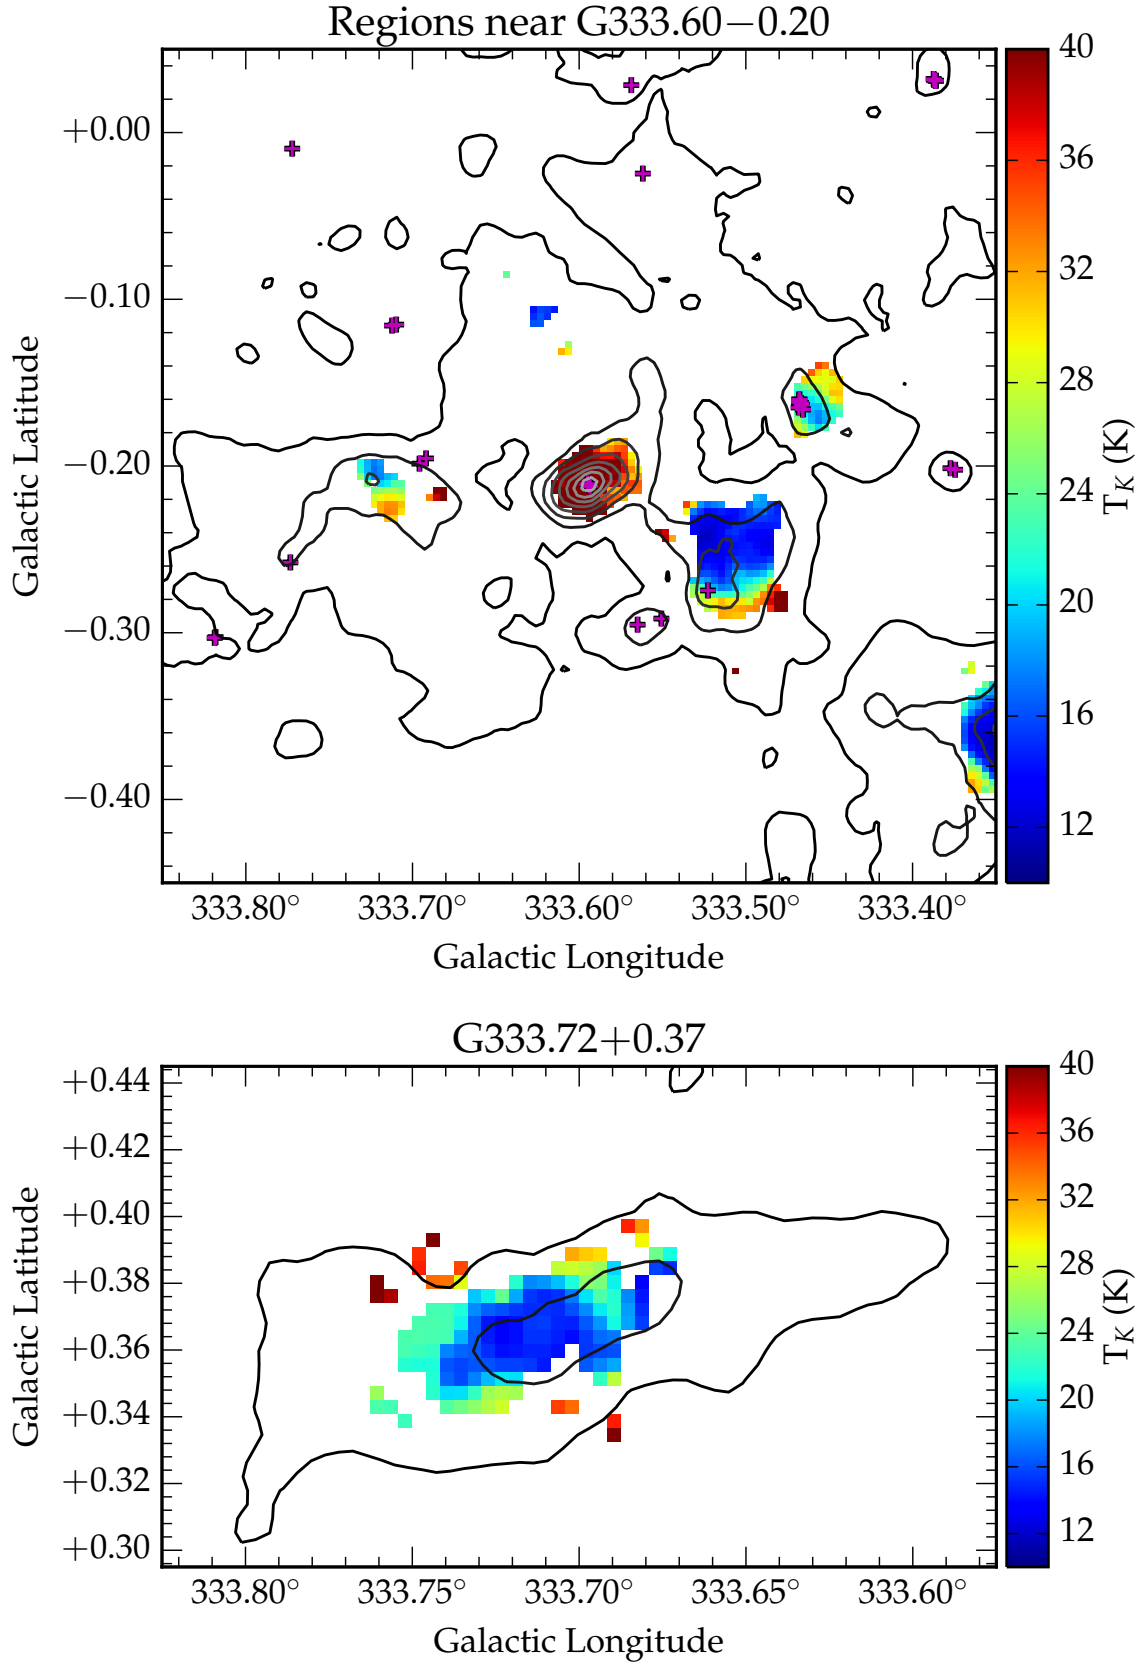 Regions near G333.60−0.20
40
+0.00
36
32
−0.10
28
−0.20
24
−0.30
20
16
−0.40
12
Galactic Latitude
T_K (K)
333.80° 333.70° 333.60° 333.50° 333.40°
Galactic Longitude
G333.72+0.37
+0.44
40
+0.42
36
+0.40
32
+0.38
28
+0.36
24
+0.34
20
+0.32
16
+0.30
12
Galactic Latitude
T_K (K)
333.80° 333.75° 333.70° 333.65° 333.60°
Galactic Longitude